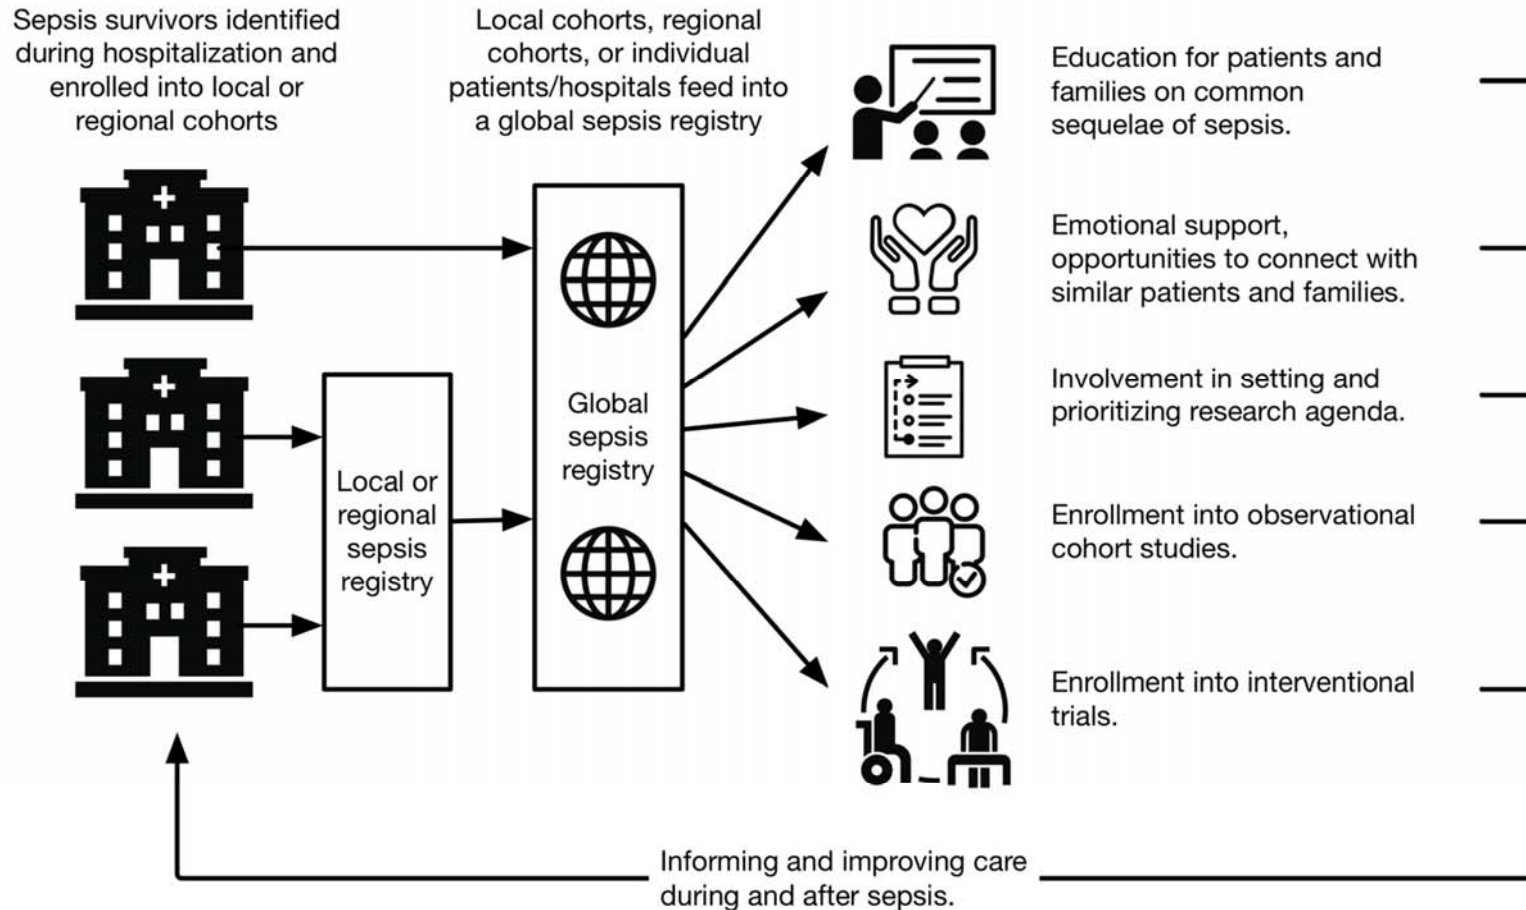 Sepsis survivors identified
during hospitalization and
enrolled into local or
regional cohorts
Local cohorts, regional
cohorts, or individual
patients/hospitals feed into
a global sepsis registry
Local or
regional
sepsis
registry
Global
sepsis
registry
Education for patients and
families on common
sequelae of sepsis.
Emotional support,
opportunities to connect with
similar patients and families.
Involvement in setting and
prioritizing research agenda.
Enrollment into observational
cohort studies.
Enrollment into interventional
trials.
Informing and improving care
during and after sepsis.